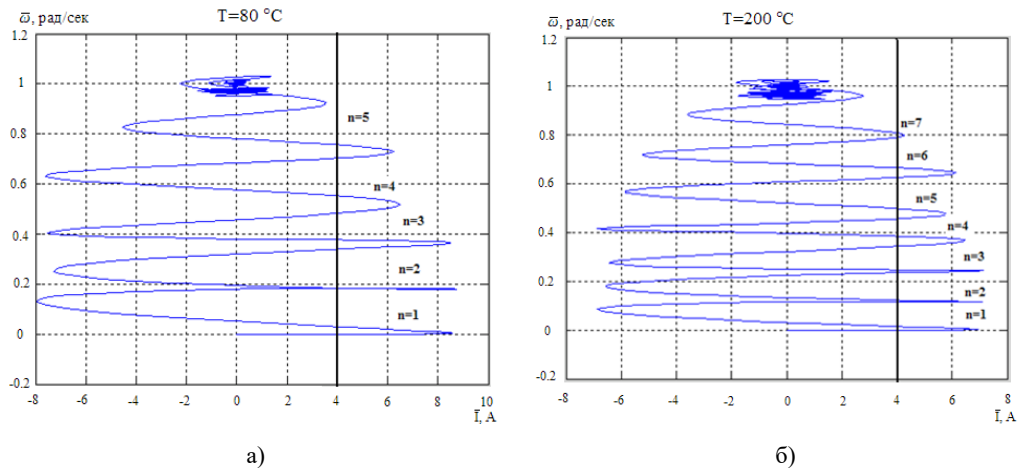 ω̅, рад/сек T=80 °C
1.2
1
0.8
0.6
0.4
0.2
0
-0.2
n=5
n=4
n=3
n=2
n=1
-8 -6 -4 -2 0 2 4 6 8 10
I̅, A
а)
ω̅, рад/сек T=200 °C
1.2
1
0.8
0.6
0.4
0.2
0
-0.2
n=7
n=6
n=5
n=4
n=3
n=2
n=1
-8 -6 -4 -2 0 2 4 6 8
I̅, A
б)